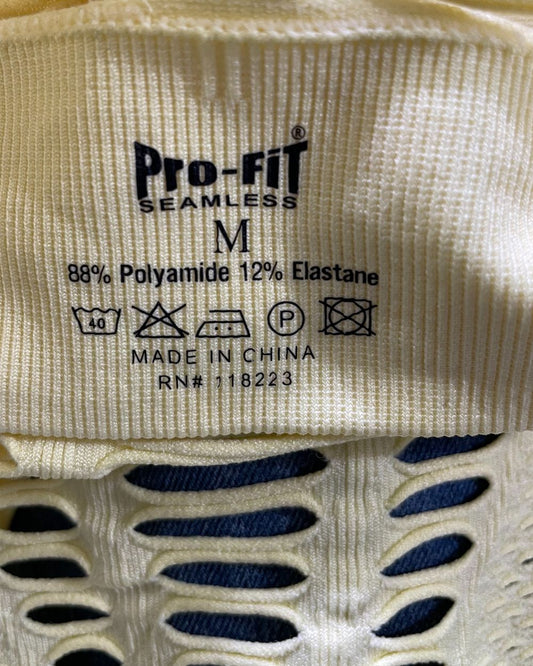 Pro-FiT®
SEAMLESS
M
88% Polyamide 12% Elastane
40 P
MADE IN CHINA
RN# 118223